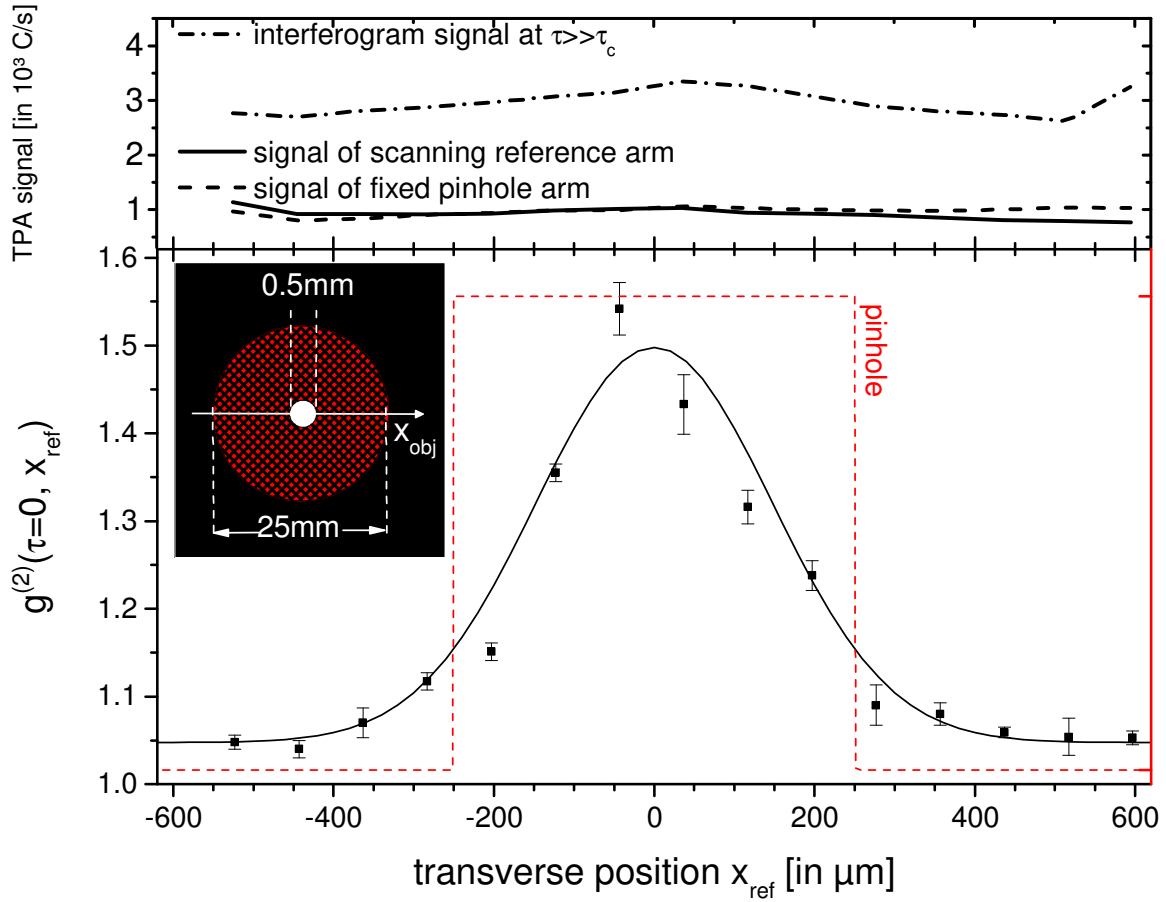 TPA signal [in 10³ C/s]
4
3
2
1
interferogram signal at τ>>τc
signal of scanning reference arm
signal of fixed pinhole arm
g(2)(τ=0, xref)
1.6
1.5
1.4
1.3
1.2
1.1
1.0
0.5mm
xobj
25mm
pinhole
-600 -400 -200 0 200 400 600
transverse position xref [in µm]